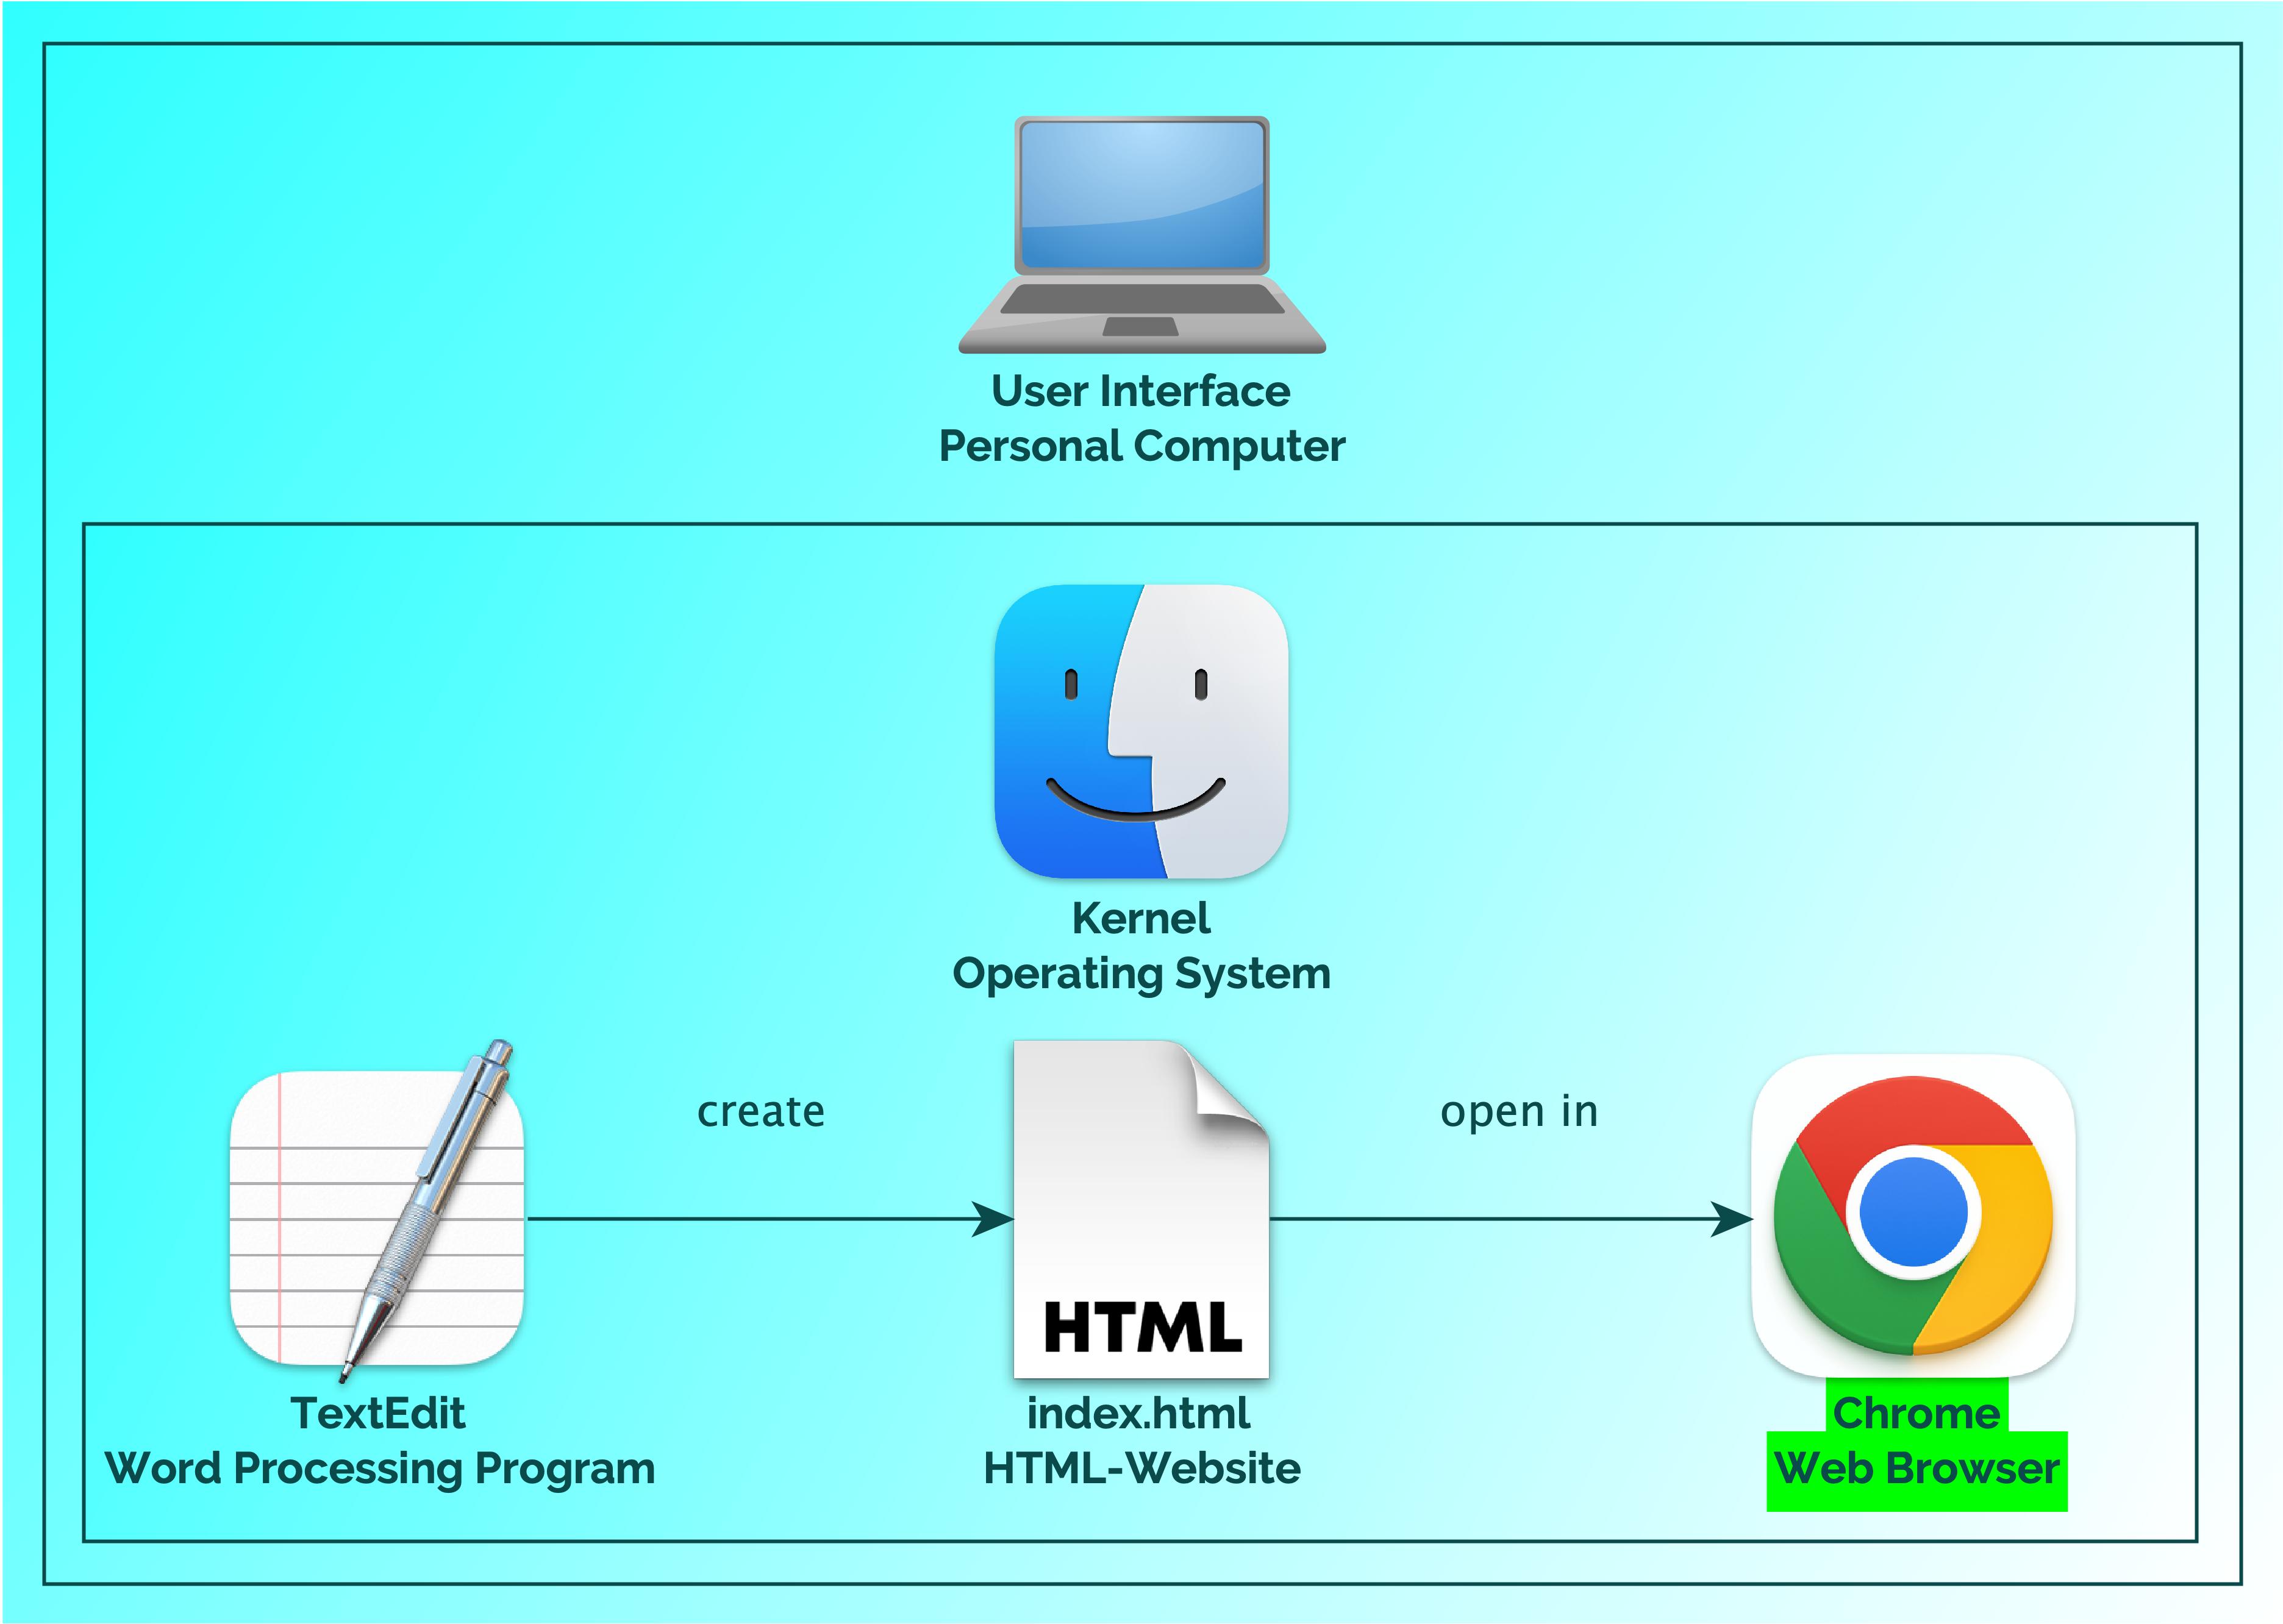 User Interface
Personal Computer
Kernel
Operating System
create
open in
HTML
TextEdit
Word Processing Program
index.html
HTML-Website
Chrome
Web Browser